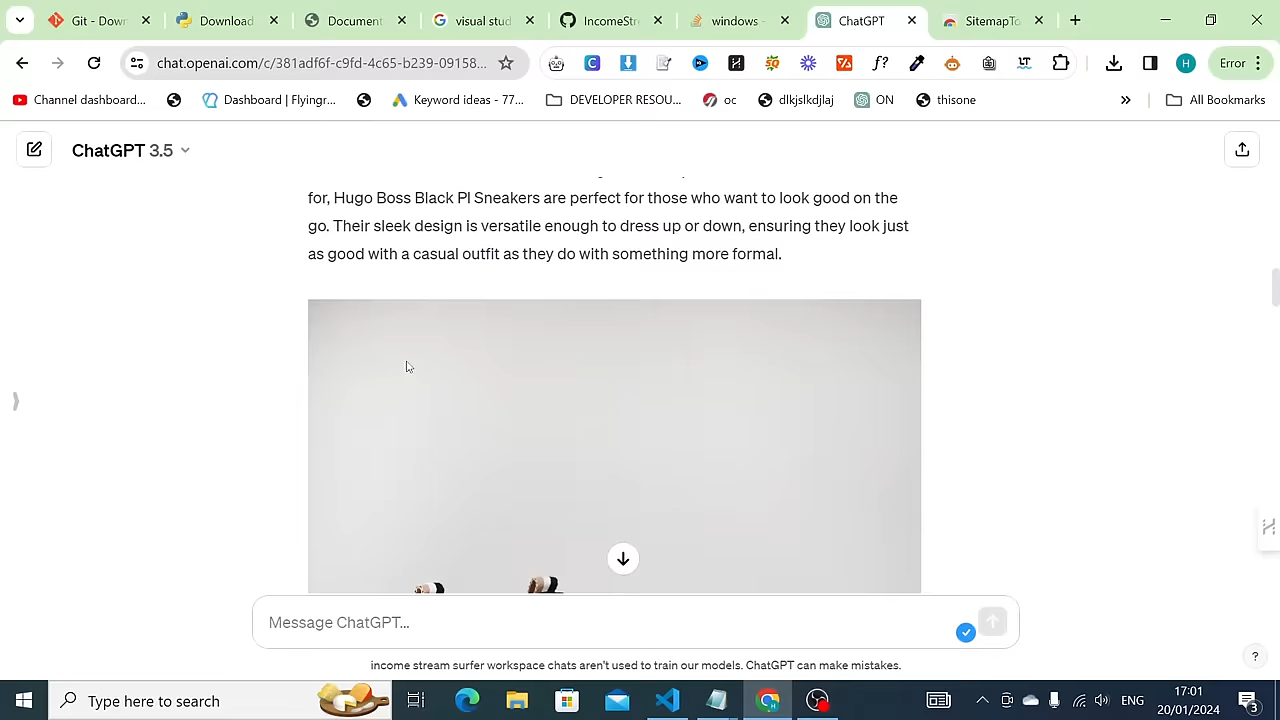 Git - Dow
Download
Document
visual stud
IncomeStr
windows -
ChatGPT
SitemapTo
chat.openai.com/c/381adf6f-c9fd-4c65-b239-09158...
Error
Channel dashboard...
Dashboard | Flyingr...
Keyword ideas - 77...
DEVELOPER RESOU...
oc
dlkjslkdjlaj
ON
thisone
All Bookmarks
ChatGPT 3.5
for, Hugo Boss Black Pl Sneakers are perfect for those who want to look good on the
go. Their sleek design is versatile enough to dress up or down, ensuring they look just
as good with a casual outfit as they do with something more formal.
Message ChatGPT...
income stream surfer workspace chats aren't used to train our models. ChatGPT can make mistakes.
Type here to search
ENG
17:01
20/01/2024